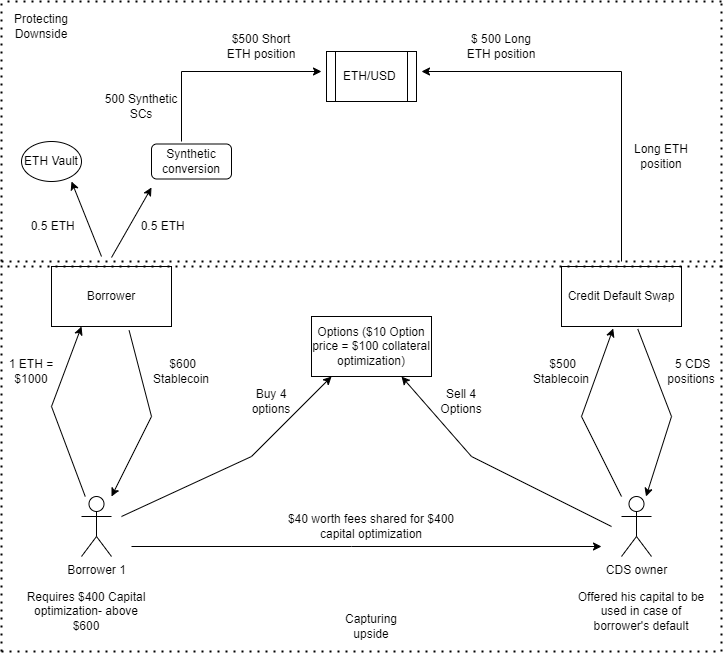 Protecting
Downside
$500 Short
ETH position
$ 500 Long
ETH position
ETH/USD
500 Synthetic
SCs
ETH Vault
Synthetic
conversion
Long ETH
position
0.5 ETH
0.5 ETH
Borrower
Credit Default Swap
Options ($10 Option
price = $100 collateral
optimization)
1 ETH =
$1000
$600
Stablecoin
$500
Stablecoin
5 CDS
positions
Buy 4
options
Sell 4
Options
$40 worth fees shared for $400
capital optimization
Borrower 1
CDS owner
Requires $400 Capital
optimization- above
$600
Offered his capital to be
used in case of
borrower's default
Capturing
upside